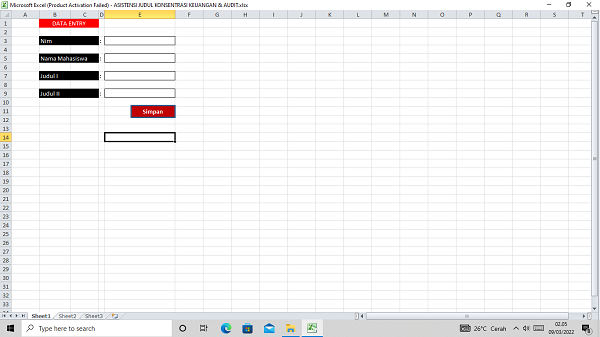 Microsoft Excel (Product Activation Failed) - ASISTENSI JUDUL KONSENTRASI KEUANGAN & AUDIT.xlsx
A B C D E F G H I J K L M N O P Q R S T
1 DATA ENTRY
2
3 Nim :
4
5 Nama Mahasiswa :
6
7 Judul I :
8
9 Judul II :
10
11 Simpan
12
13
14
15
16
17
18
19
20
21
22
23
24
25
26
27
28
29
30
31
32
33
Sheet1 Sheet2 Sheet3
Type here to search
26°C Cerah
02.05
09/03/2022